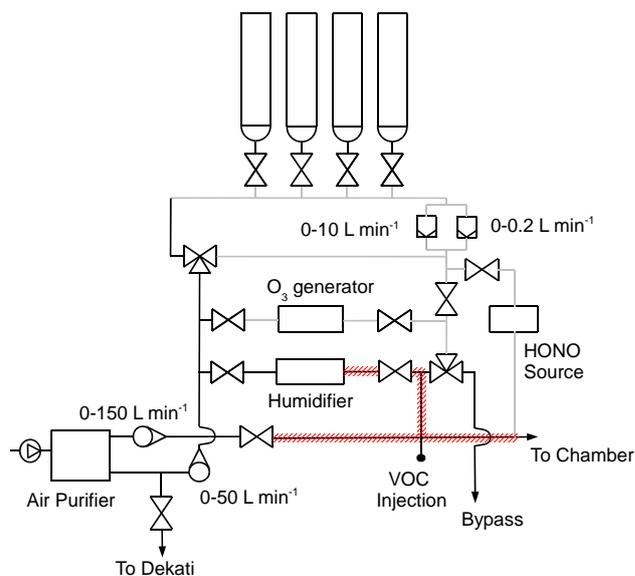 0-10 L min-1
0-0.2 L min-1
O3 generator
HONO
Source
Humidifier
0-150 L min-1
To Chamber
Air Purifier
0-50 L min-1
VOC
Injection
Bypass
To Dekati